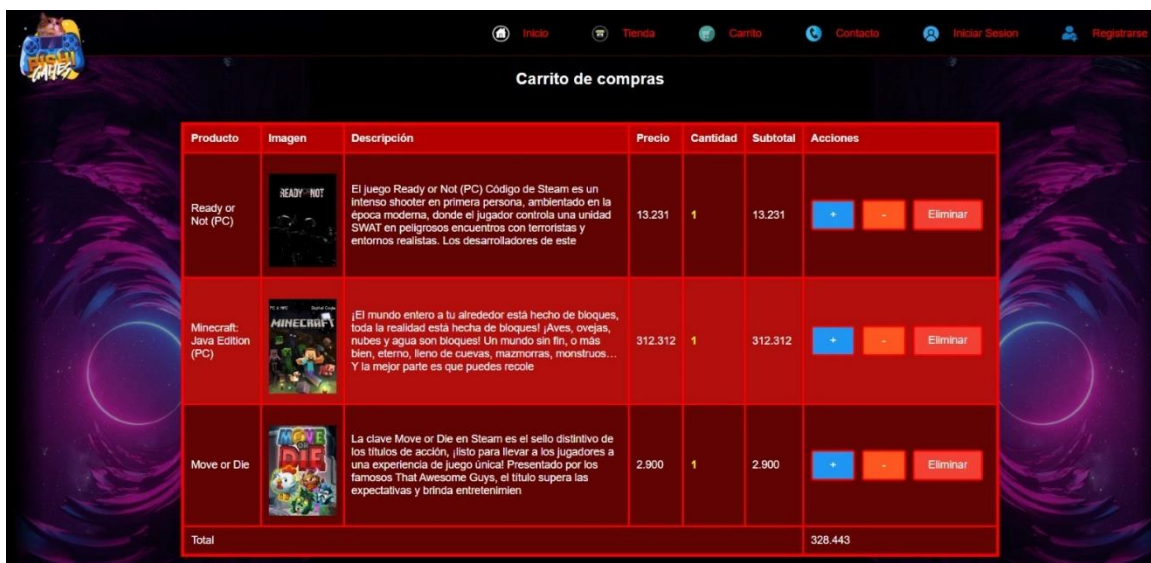 Inicio
Tienda
Carrito
Contacto
Iniciar Sesion
Registrarse
GAMES
Carrito de compras
Producto
Imagen
Descripción
Precio
Cantidad
Subtotal
Acciones
Ready or
Not (PC)
READY OR NOT
El juego Ready or Not (PC) Código de Steam es un
intenso shooter en primera persona, ambientado en la
época moderna, donde el jugador controla una unidad
SWAT en peligrosos encuentros con terroristas y
entornos realistas. Los desarrolladores de este
13.231
1
13.231
+
-
Eliminar
Minecraft:
Java Edition
(PC)
MINECRAFT
¡El mundo entero a tu alrededor está hecho de bloques,
toda la realidad está hecha de bloques! ¡Aves, ovejas,
nubes y agua son bloques! Un mundo sin fin, o más
bien, eterno, lleno de cuevas, mazmorras, monstruos…
Y la mejor parte es que puedes recole
312.312
1
312.312
+
-
Eliminar
Move or Die
MOVE
OR
DIE
La clave Move or Die en Steam es el sello distintivo de
los títulos de acción, ¡listo para llevar a los jugadores a
una experiencia de juego única! Presentado por los
famosos That Awesome Guys, el título supera las
expectativas y brinda entretenimien
2.900
1
2.900
+
-
Eliminar
Total
328.443